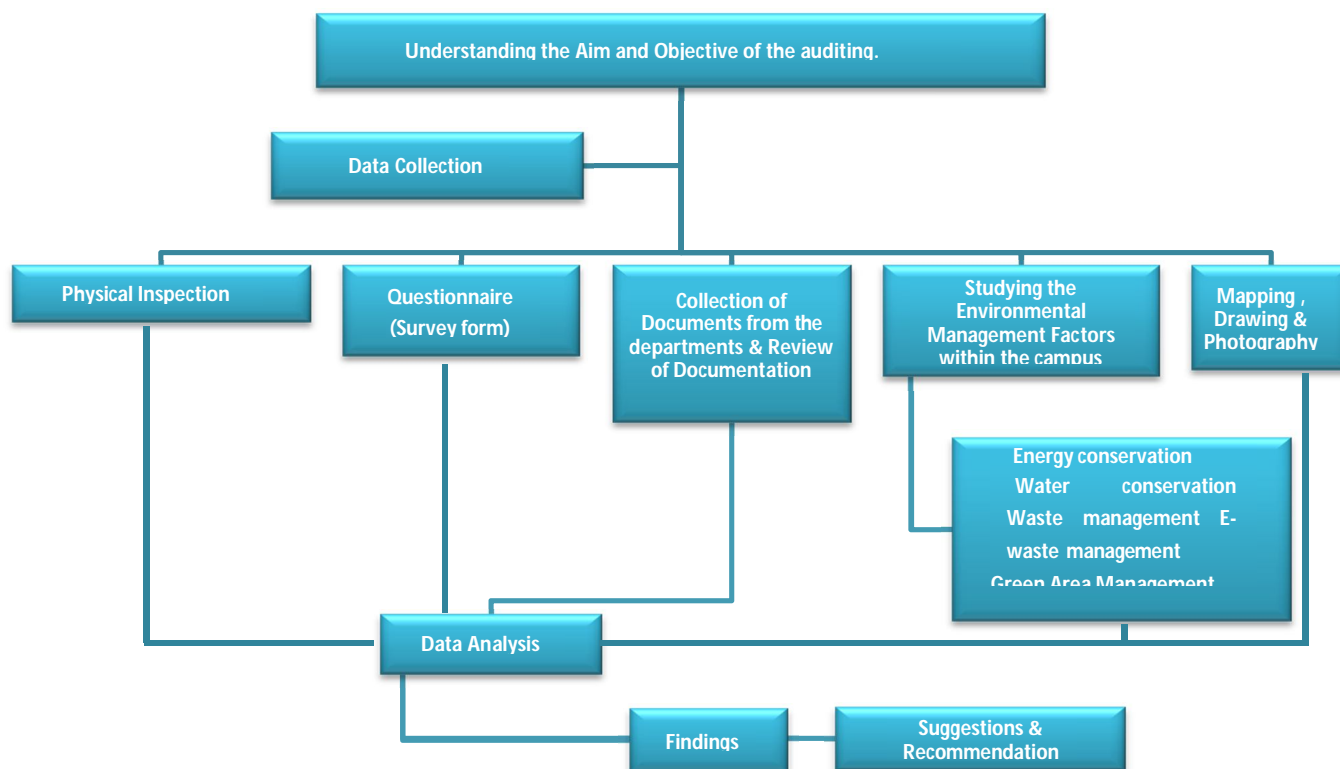 Understanding the Aim and Objective of the auditing.
Data Collection
Physical Inspection
Questionnaire
(Survey form)
Collection of
Documents from the
departments & Review
of Documentation
Studying the
Environmental
Management Factors
within the campus
Mapping ,
Drawing &
Photography
Energy conservation
Water conservation
Waste management E-
waste management
Green Area Management
Data Analysis
Findings
Suggestions &
Recommendation